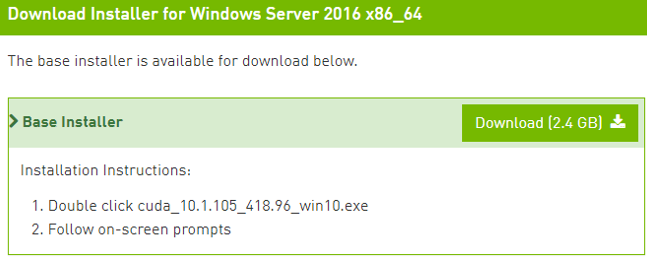 Download Installer for Windows Server 2016 x86_64
The base installer is available for download below.
Base Installer
Download (2.4 GB)
Installation Instructions:
1. Double click cuda_10.1.105_418.96_win10.exe
2. Follow on-screen prompts